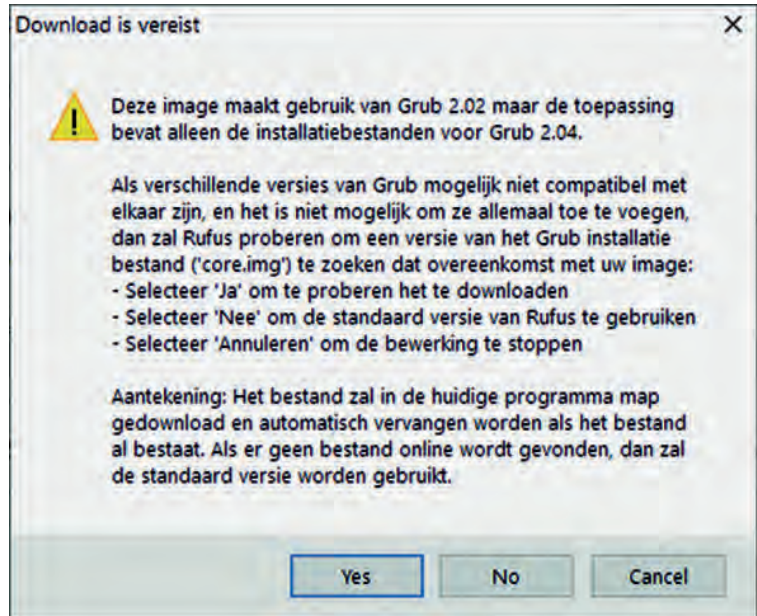 Download is vereist
Deze image maakt gebruik van Grub 2.02 maar de toepassing
bevat alleen de installatiebestanden voor Grub 2.04.
Als verschillende versies van Grub mogelijk niet compatibel met
elkaar zijn, en het is niet mogelijk om ze allemaal toe te voegen,
dan zal Rufus proberen om een versie van het Grub installatie
bestand ('core.img') te zoeken dat overeenkomst met uw image:
- Selecteer 'Ja' om te proberen het te downloaden
- Selecteer 'Nee' om de standaard versie van Rufus te gebruiken
- Selecteer 'Annuleren' om de bewerking te stoppen
Aantekening: Het bestand zal in de huidige programma map
gedownload en automatisch vervangen worden als het bestand
al bestaat. Als er geen bestand online wordt gevonden, dan zal
de standaard versie worden gebruikt.
Yes No Cancel